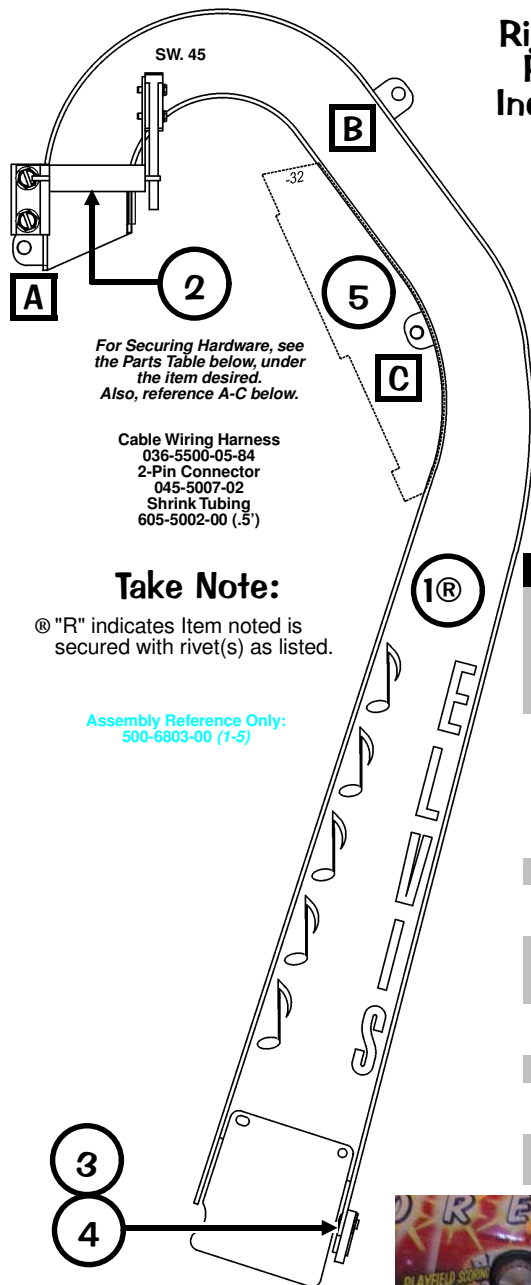 SW. 45
B
-32
A
2
5
C
For Securing Hardware, see
the Parts Table below, under
the item desired.
Also, reference A-C below.
Cable Wiring Harness
036-5500-05-84
2-Pin Connector
045-5007-02
Shrink Tubing
605-5002-00 (.5')
1®
Take Note:
® "R" indicates Item noted is
secured with rivet(s) as listed.
Assembly Reference Only:
500-6803-00 (1-5)
ELVIS
3
4
PLAYFIELD SCORING